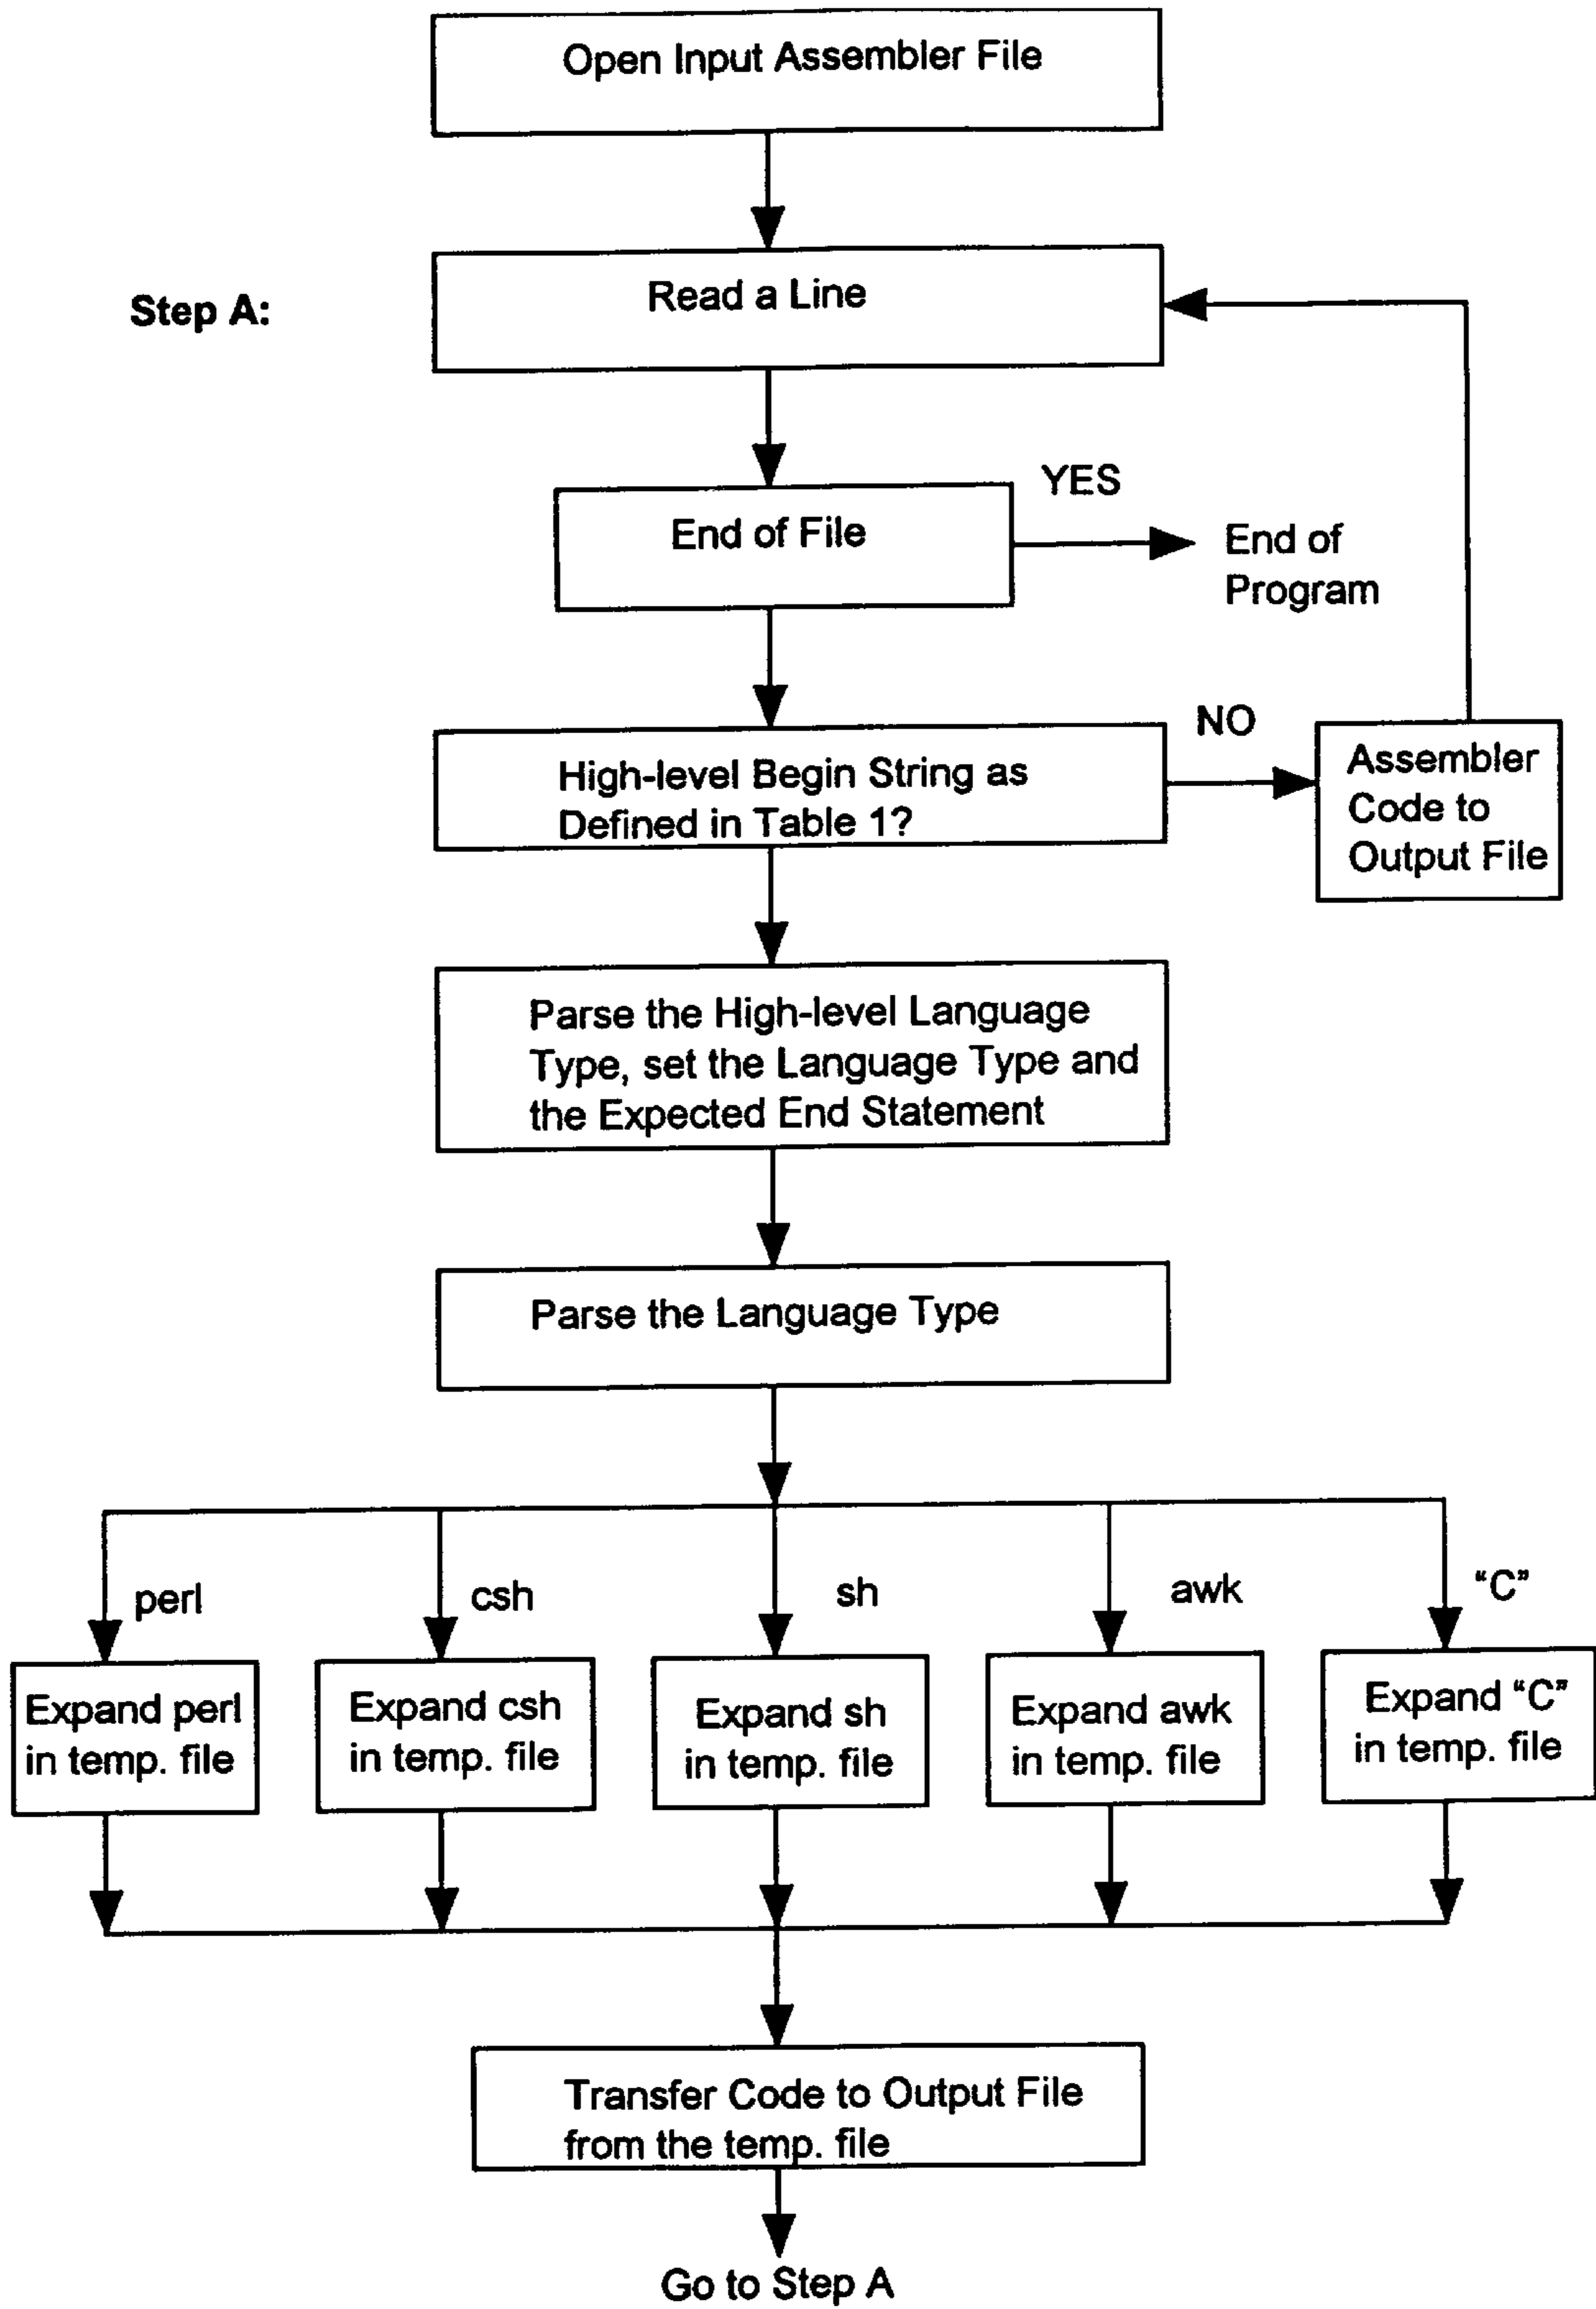 Open Input Assembler File
Step A:
Read a Line
YES
End of File
End of
Program
NO
High-level Begin String as
Defined in Table 1?
Assembler
Code to
Output File
Parse the High-level Language
Type, set the Language Type and
the Expected End Statement
Parse the Language Type
perl
csh
sh
awk
"C"
Expand perl
in temp. file
Expand csh
in temp. file
Expand sh
in temp. file
Expand awk
in temp. file
Expand "C"
in temp. file
Transfer Code to Output File
from the temp. file
Go to Step A